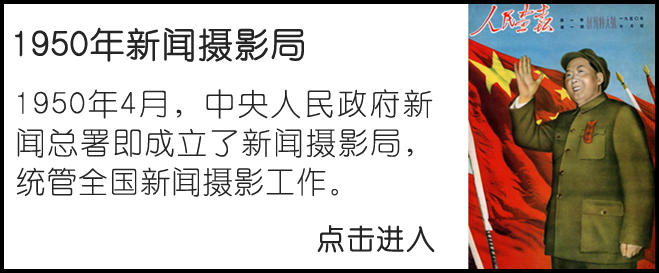 1950年新闻摄影局
1950年4月，中央人民政府新
闻总署即成立了新闻摄影局，
统管全国新闻摄影工作。
点击进入
人民画报